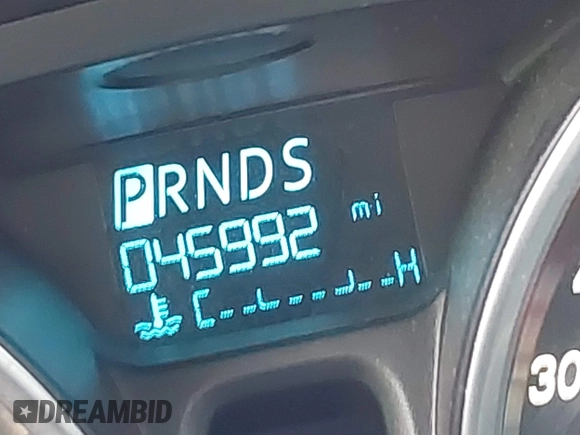 PRNDS
045992 mi
C H
30
DREAMBID